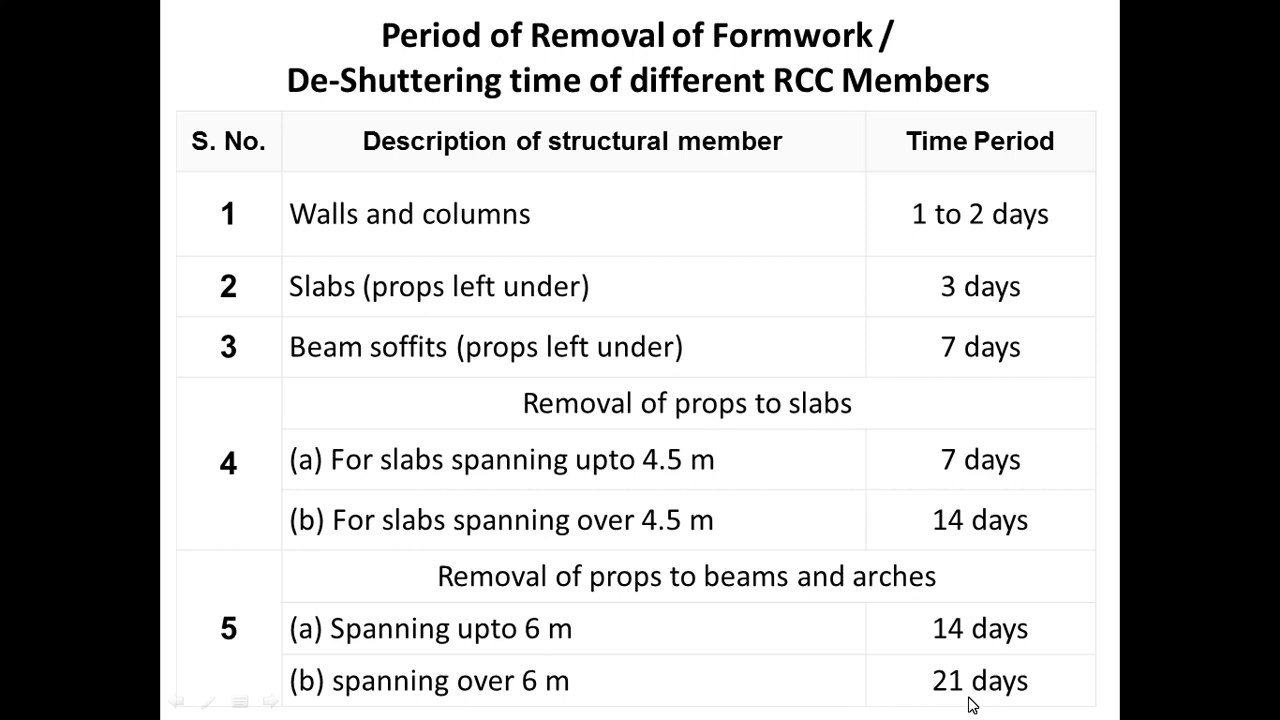 Period of Removal of Formwork /
De-Shuttering time of different RCC Members
S. No. Description of structural member Time Period
1 Walls and columns 1 to 2 days
2 Slabs (props left under) 3 days
3 Beam soffits (props left under) 7 days
Removal of props to slabs
4
(a) For slabs spanning upto 4.5 m 7 days
(b) For slabs spanning over 4.5 m 14 days
Removal of props to beams and arches
5 (a) Spanning upto 6 m 14 days
(b) spanning over 6 m 21 days